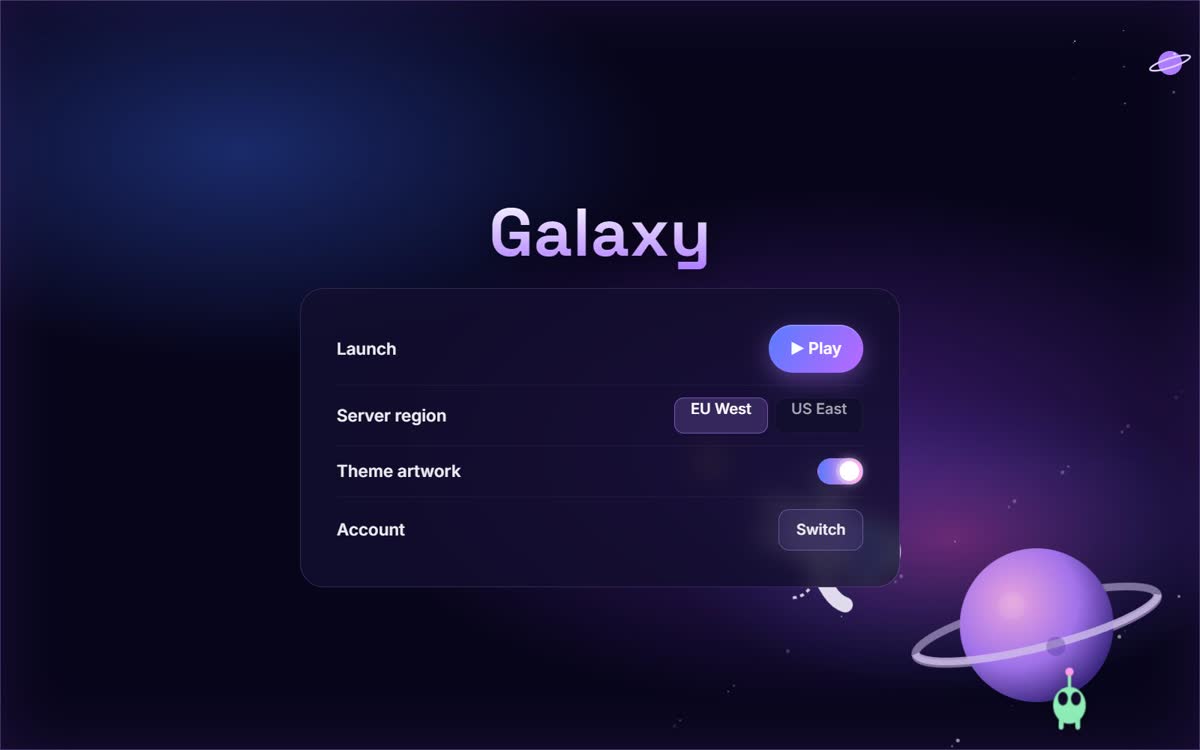 Galaxy
Launch
▶ Play
Server region
EU West
US East
Theme artwork
Account
Switch